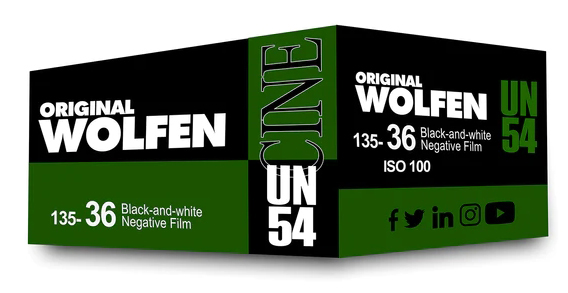 ORIGINAL
WOLFEN
135-36 Black-and-white
Negative Film
CINE
UN
54
ORIGINAL
WOLFEN
135-36 Black-and-white
Negative Film
ISO 100
UN
54